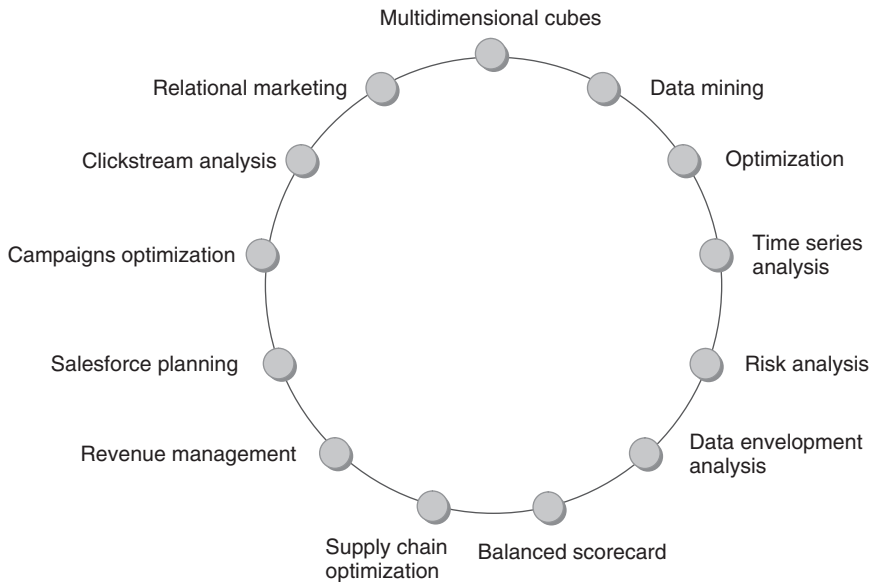 Multidimensional cubes
Relational marketing
Data mining
Clickstream analysis
Optimization
Campaigns optimization
Time series
analysis
Salesforce planning
Risk analysis
Revenue management
Data envelopment
analysis
Supply chain
optimization
Balanced scorecard